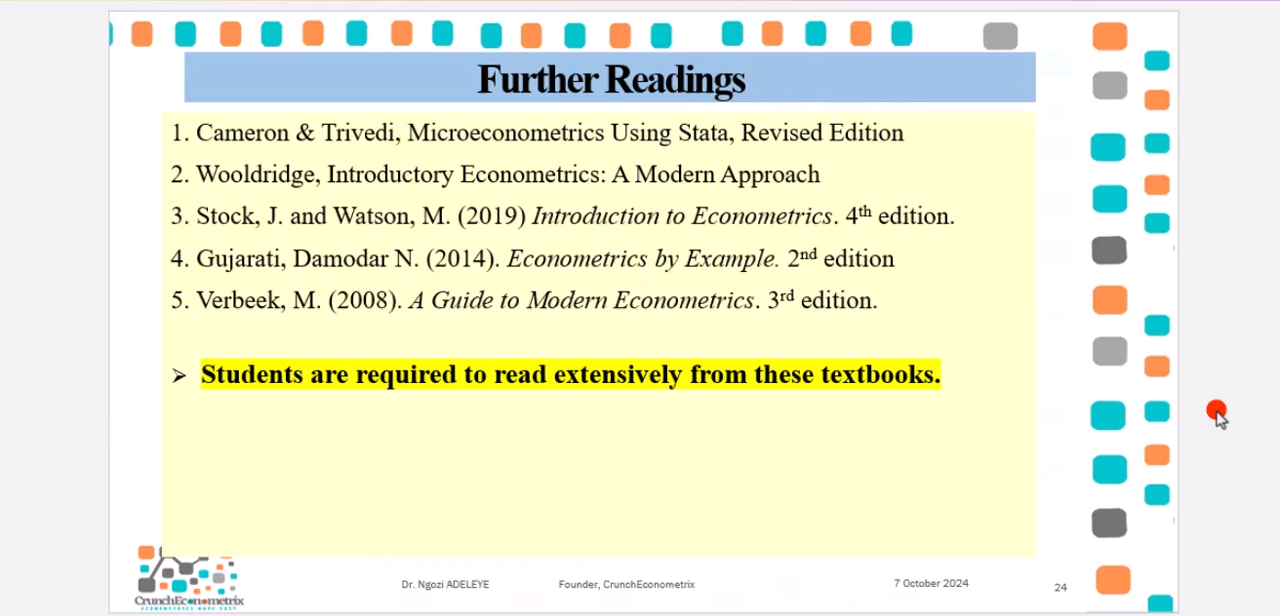 Further Readings
1. Cameron & Trivedi, Microeconometrics Using Stata, Revised Edition
2. Wooldridge, Introductory Econometrics: A Modern Approach
3. Stock, J. and Watson, M. (2019) Introduction to Econometrics. 4th edition.
4. Gujarati, Damodar N. (2014). Econometrics by Example. 2nd edition
5. Verbeek, M. (2008). A Guide to Modern Econometrics. 3rd edition.
➢ Students are required to read extensively from these textbooks.
CrunchEconometrix
ECONOMETRICS MADE EASY
Dr. Ngozi ADELEYE Founder, CrunchEconometrix 7 October 2024 24